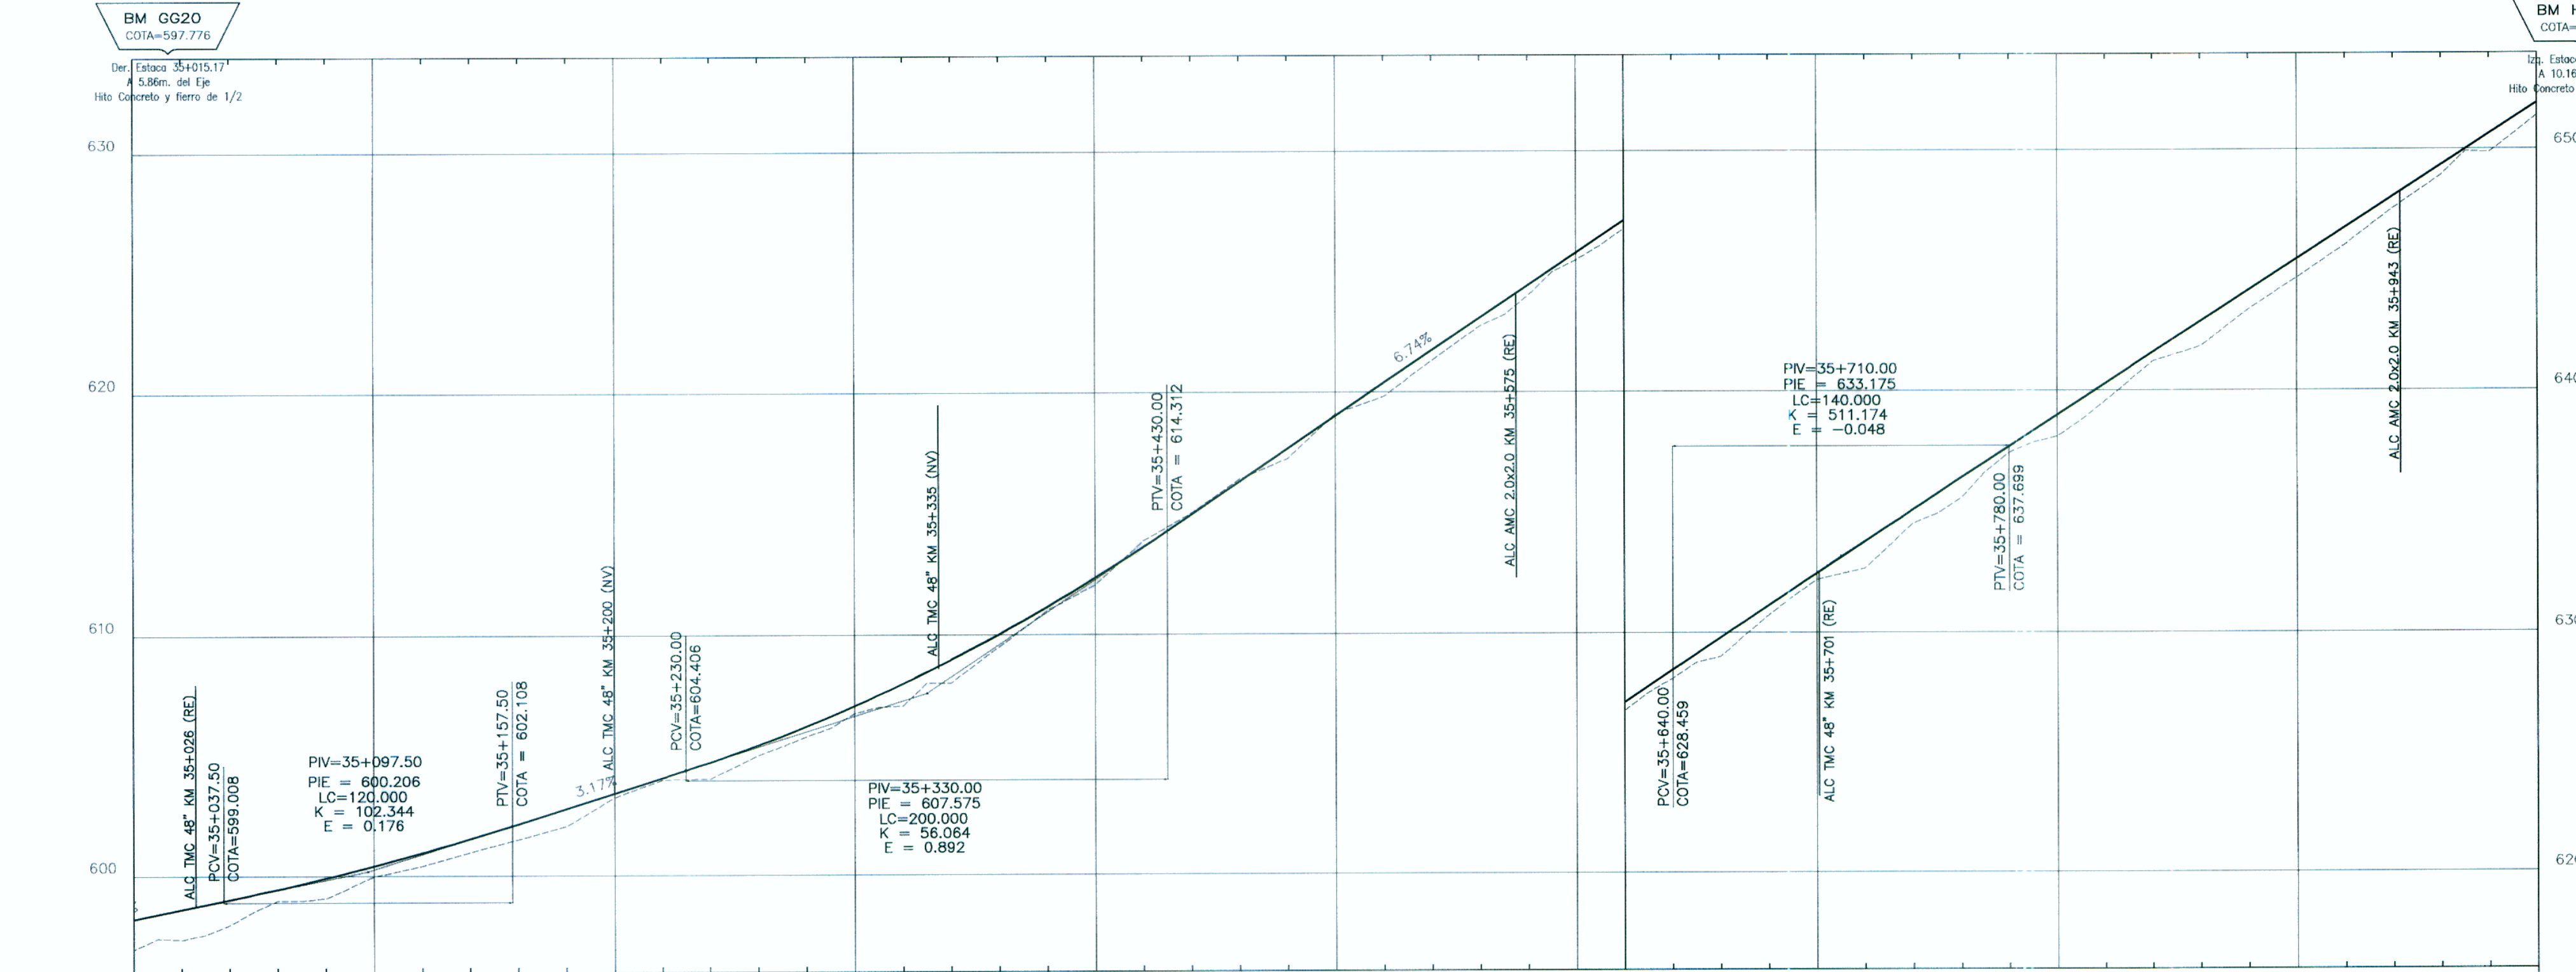 BM GG20
COTA=597.776
Der. Estaca 35+015.17
A 5.86m. del Eje
Hito Concreto y fierro de 1/2
BM
COTA=
Izq.
A 10.16
Hito Concreto
630
620
610
600
650
ALC TMC 48" KM 35+026 (RE)
PCV=35+037.50
COTA=599.008
PIV=35+097.50
PIE = 600.206
LC=120.000
K = 102.344
E = 0.176
PTV=35+157.50
COTA = 602.108
3.17%
ALC TMC 48" KM 35+200 (NV)
PCV=35+230.00
COTA=604.406
PIV=35+330.00
PIE = 607.575
LC=200.000
K = 56.064
E = 0.892
ALC TMC 48" KM 35+335 (NV)
PTV=35+430.00
COTA = 614.312
6.74%
ALC AMC 2.0x2.0 KM 35+575 (RE)
PCV=35+640.00
COTA=628.459
PIV=35+710.00
PIE = 633.175
LC=140.000
K = 511.174
E = -0.048
ALC TMC 48" KM 35+701 (RE)
PTV=35+780.00
COTA = 637.699
ALC AMC 2.0x2.0 KM 35+943 (RE)